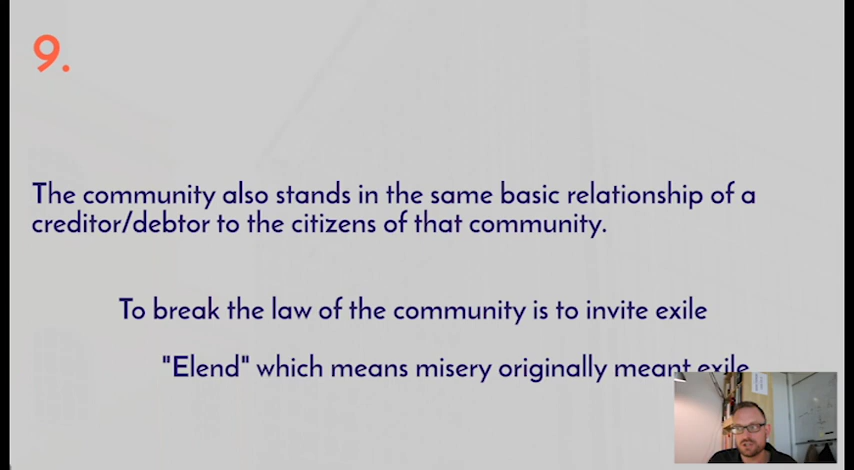 9.
The community also stands in the same basic relationship of a
creditor/debtor to the citizens of that community.
To break the law of the community is to invite exile
"Elend" which means misery originally meant exile